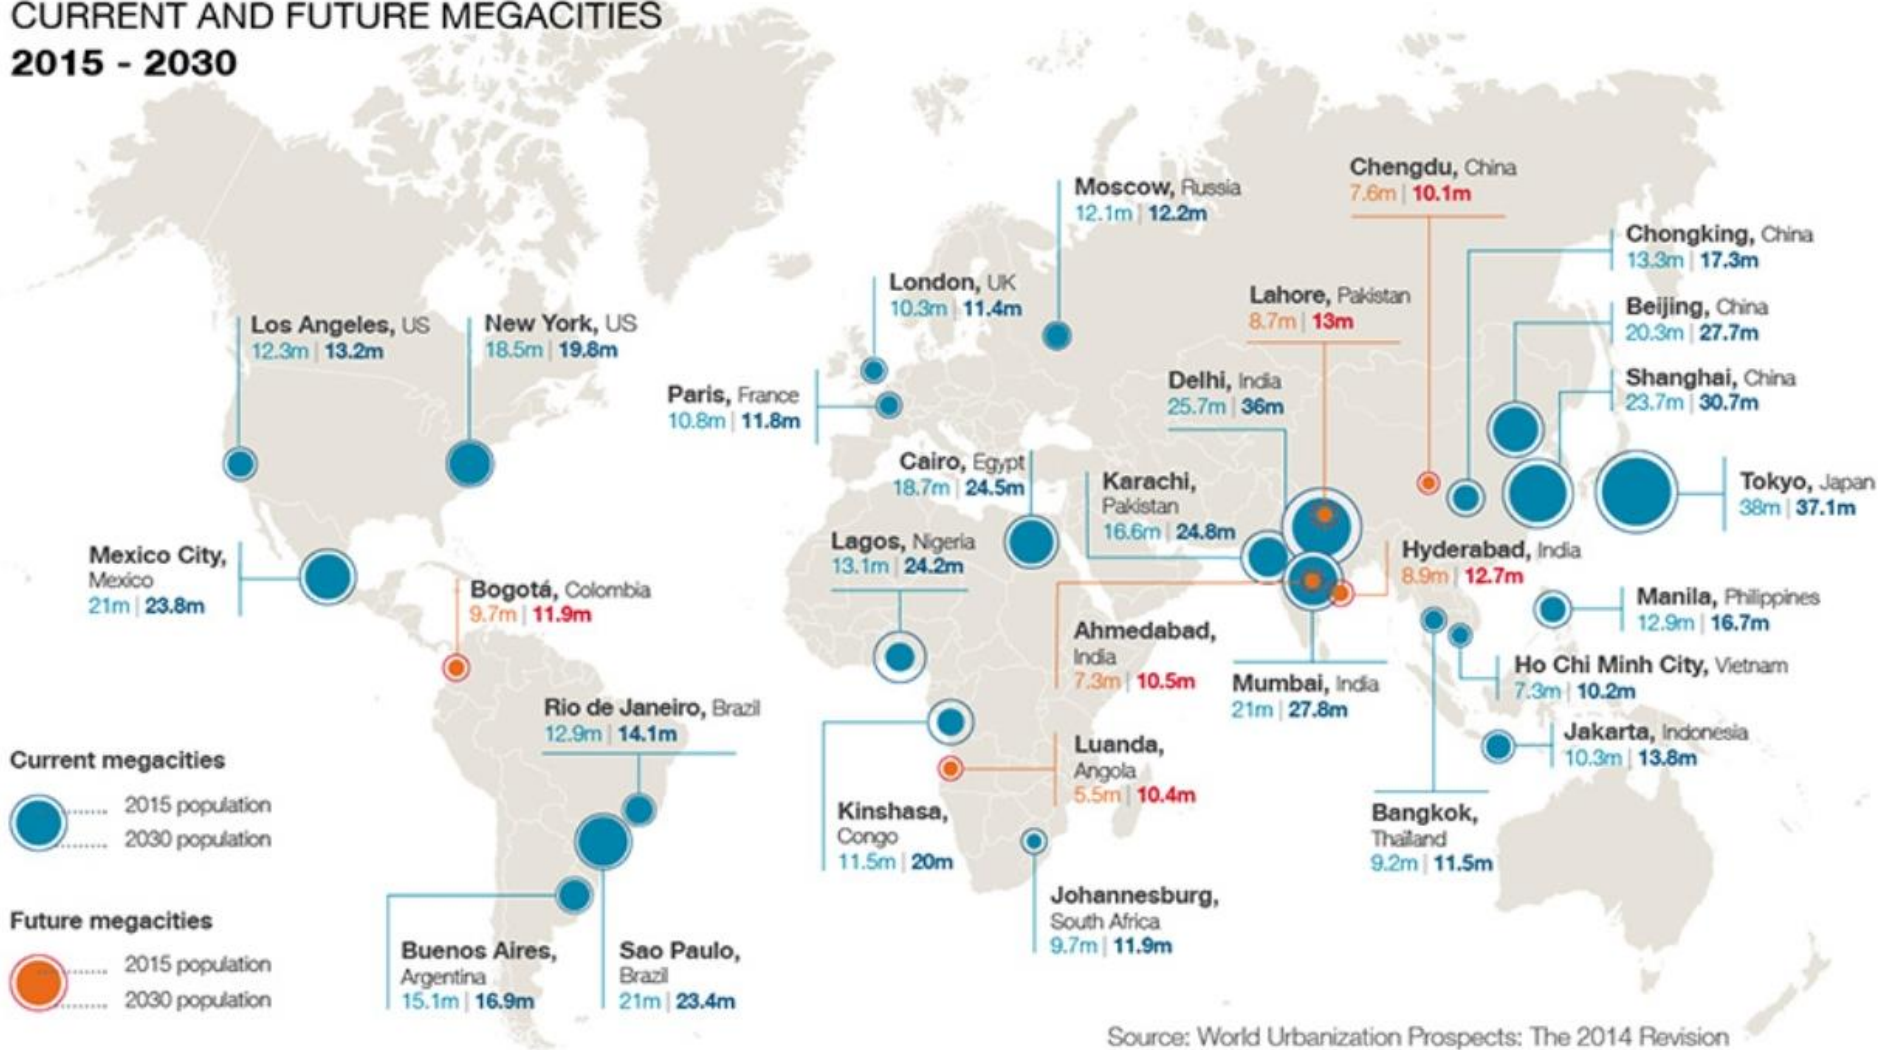 CURRENT AND FUTURE MEGACITIES
2015 - 2030
Moscow, Russia
12.1m | 12.2m
Chengdu, China
7.6m | 10.1m
Chongking, China
13.3m | 17.3m
London, UK
10.3m | 11.4m
Lahore, Pakistan
8.7m | 13m
Beijing, China
20.3m | 27.7m
Los Angeles, US
12.3m | 13.2m
New York, US
18.5m | 19.8m
Paris, France
10.8m | 11.8m
Delhi, India
25.7m | 36m
Shanghai, China
23.7m | 30.7m
Cairo, Egypt
18.7m | 24.5m
Karachi,
Pakistan
16.6m | 24.8m
Tokyo, Japan
38m | 37.1m
Lagos, Nigeria
13.1m | 24.2m
Hyderabad, India
8.9m | 12.7m
Mexico City,
Mexico
21m | 23.8m
Bogotá, Colombia
9.7m | 11.9m
Manila, Philippines
12.9m | 16.7m
Ahmedabad,
India
7.3m | 10.5m
Mumbai, India
21m | 27.8m
Ho Chi Minh City, Vietnam
7.3m | 10.2m
Rio de Janeiro, Brazil
12.9m | 14.1m
Luanda,
Angola
5.5m | 10.4m
Jakarta, Indonesia
10.3m | 13.8m
Current megacities
2015 population
2030 population
Kinshasa,
Congo
11.5m | 20m
Bangkok,
Thailand
9.2m | 11.5m
Johannesburg,
South Africa
9.7m | 11.9m
Future megacities
2015 population
2030 population
Buenos Aires,
Argentina
15.1m | 16.9m
Sao Paulo,
Brazil
21m | 23.4m
Source: World Urbanization Prospects: The 2014 Revision